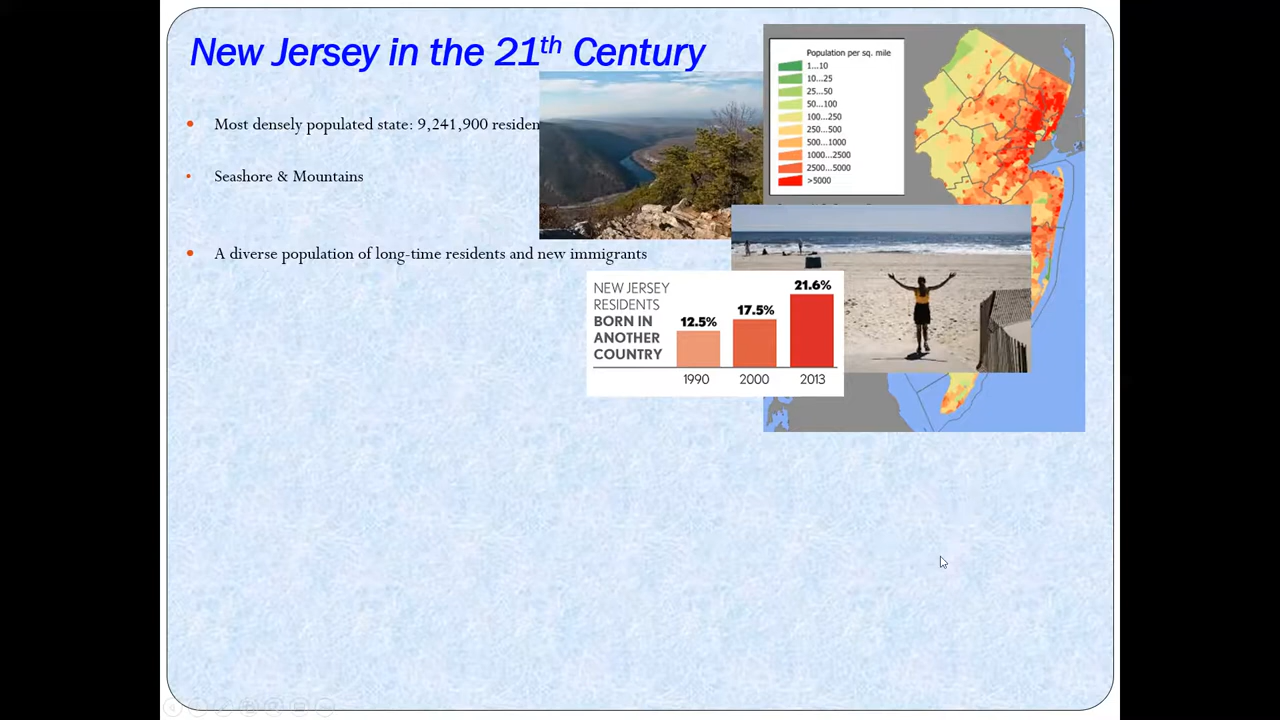 New Jersey in the 21th Century
Most densely populated state: 9,241,900
Seashore & Mountains
A diverse population of long-time residents and new immigrants
Population per sq. mile
1...10
10...25
25...50
50...100
100...250
250...500
500...1000
1000...2500
2500...5000
>5000
NEW JERSEY
RESIDENTS
BORN IN
ANOTHER
COUNTRY
12.5%
17.5%
21.6%
1990
2000
2013